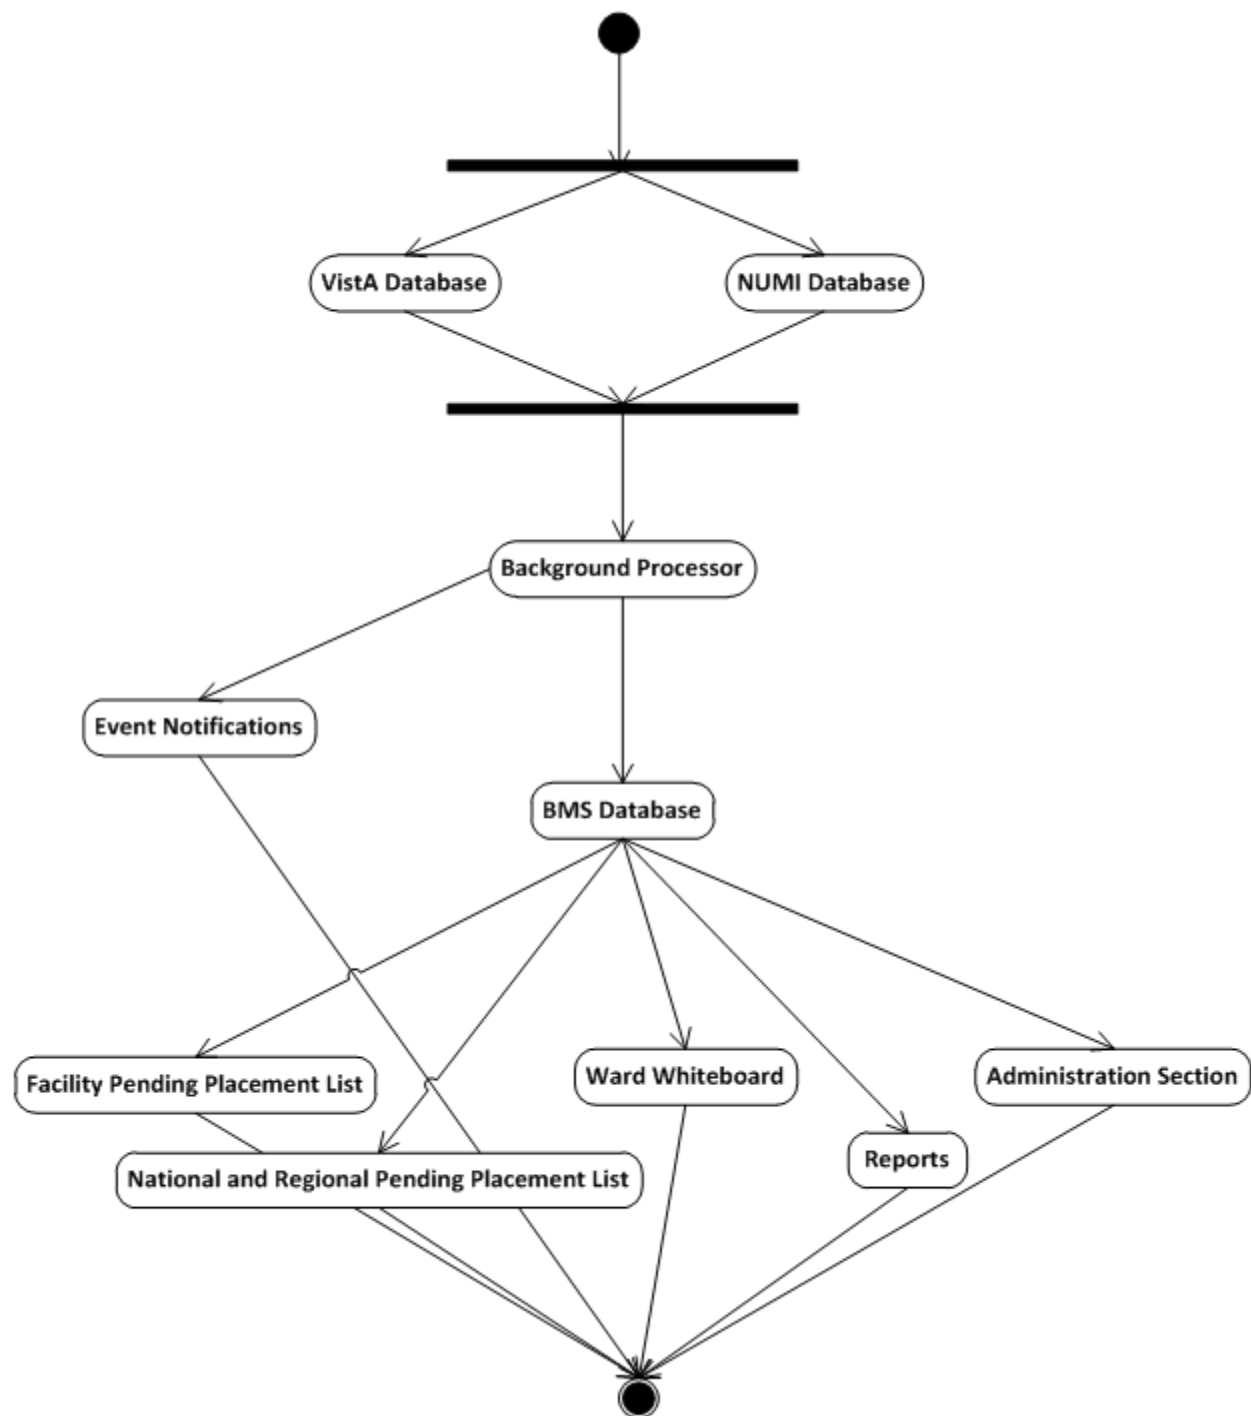 VistA Database
NUMI Database
Background Processor
Event Notifications
BMS Database
Facility Pending Placement List
Ward Whiteboard
Administration Section
National and Regional Pending Placement List
Reports